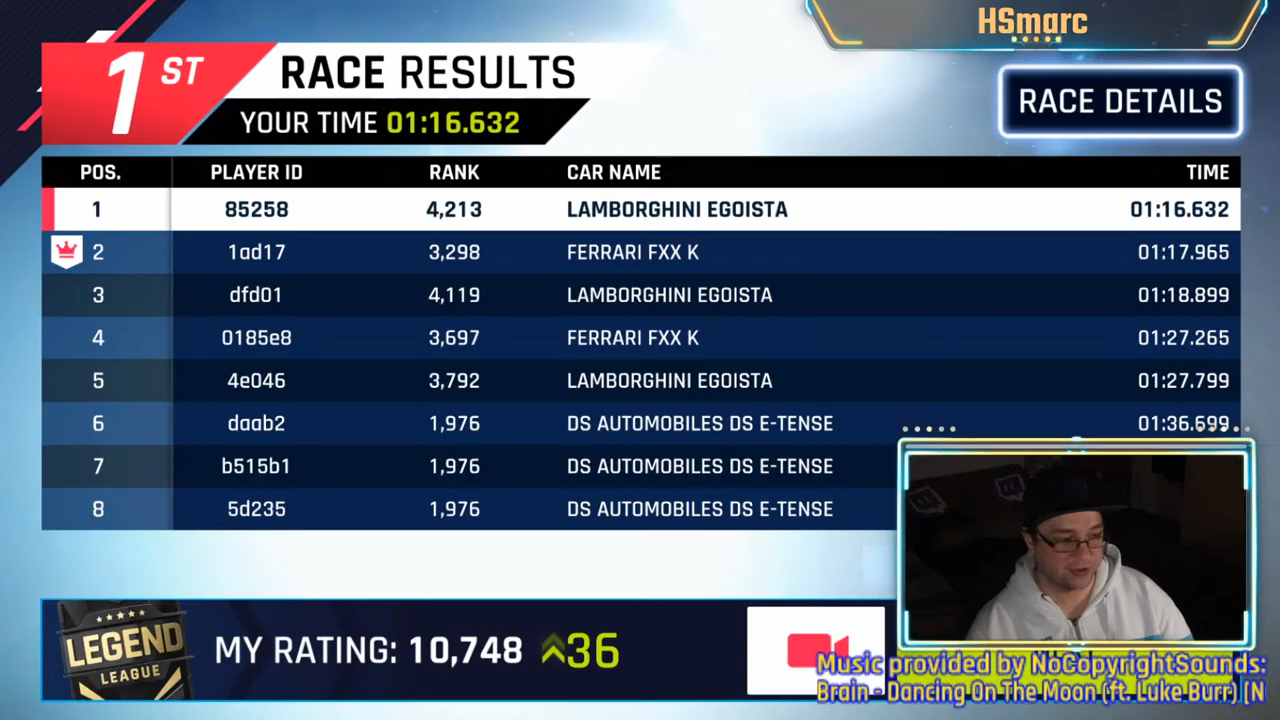 HSmarc
1ST
RACE RESULTS
YOUR TIME 01:16.632
RACE DETAILS
POS. PLAYER ID RANK CAR NAME TIME
1 85258 4,213 LAMBORGHINI EGOISTA 01:16.632
2 1ad17 3,298 FERRARI FXX K 01:17.965
3 dfd01 4,119 LAMBORGHINI EGOISTA 01:18.899
4 0185e8 3,697 FERRARI FXX K 01:27.265
5 4e046 3,792 LAMBORGHINI EGOISTA 01:27.799
6 daab2 1,976 DS AUTOMOBILES DS E-TENSE 01:36.699
7 b515b1 1,976 DS AUTOMOBILES DS E-TENSE
8 5d235 1,976 DS AUTOMOBILES DS E-TENSE
LEGEND
LEAGUE
MY RATING: 10,748 36
Music provided by NoCopyrightSounds:
Brain - Dancing On The Moon (ft. Luke Burr) [N